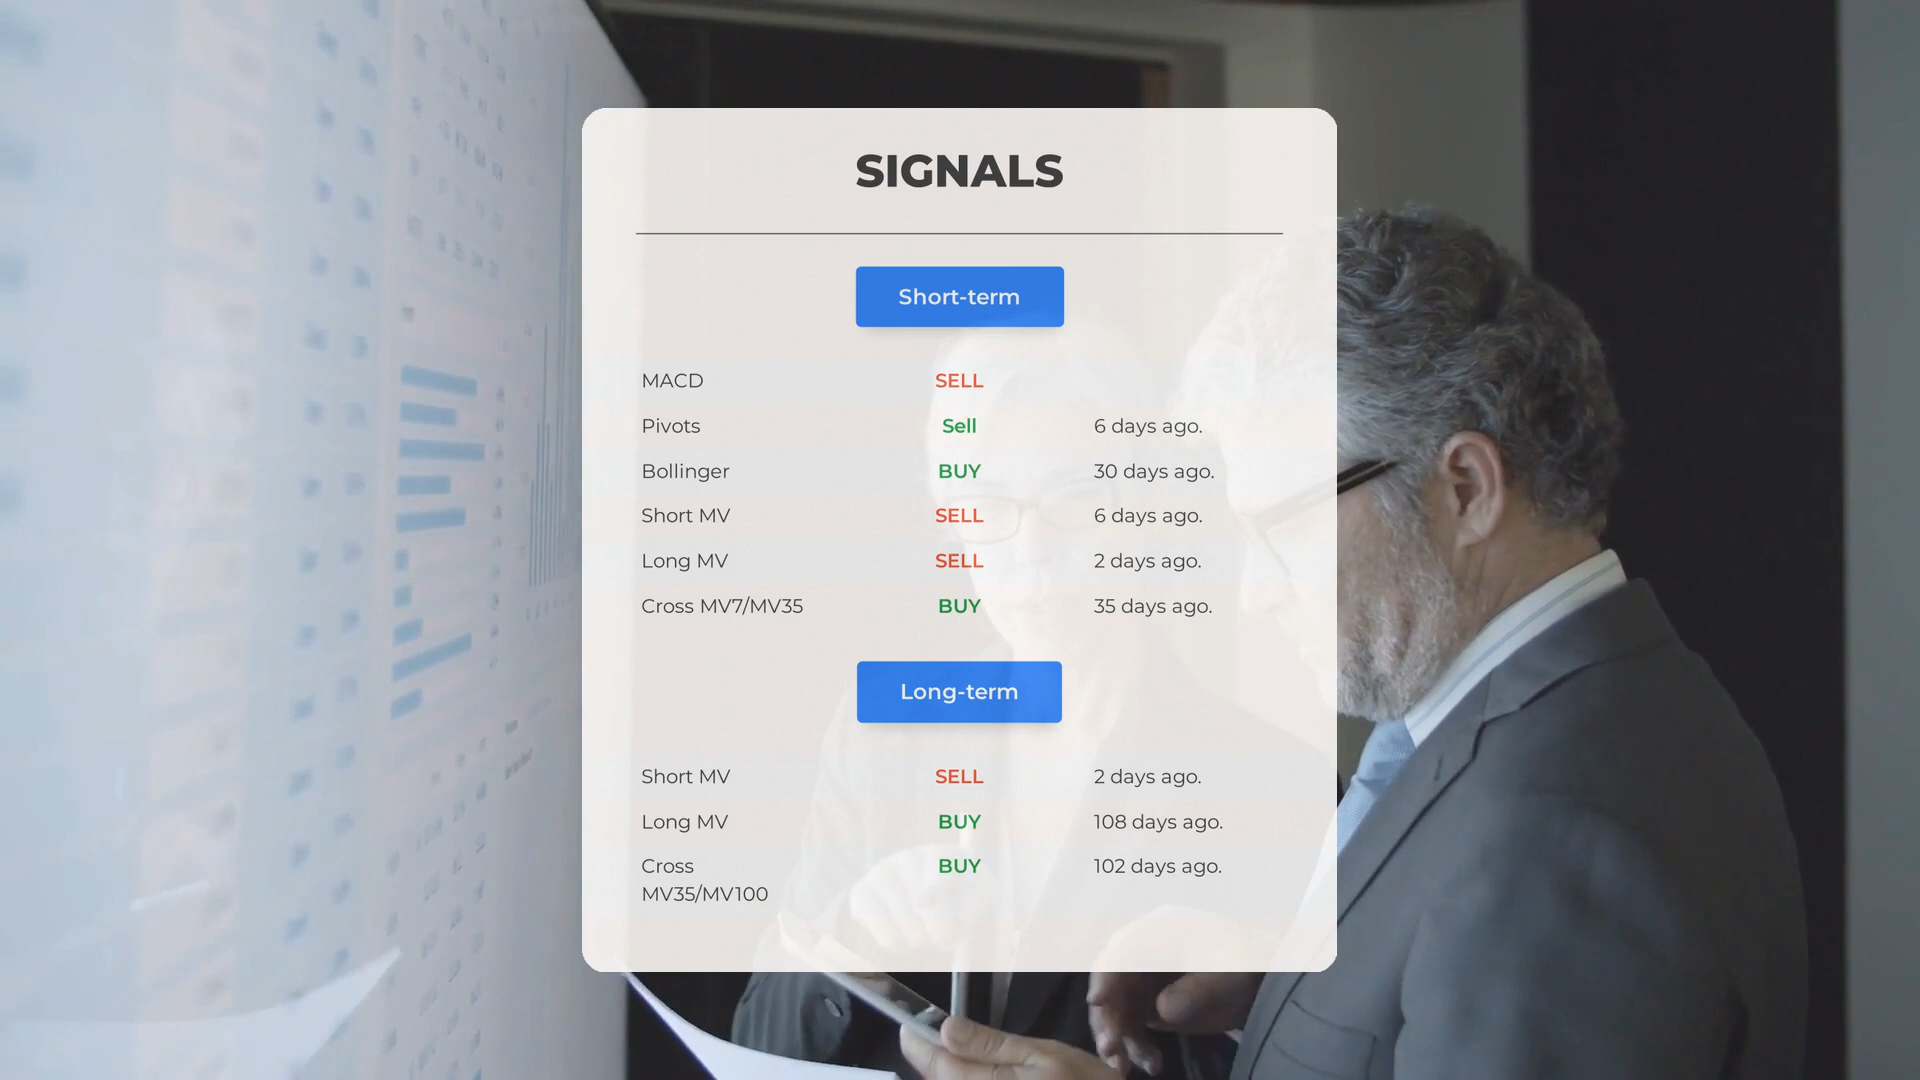 SIGNALS
Short-term
MACD SELL
Pivots Sell 6 days ago.
Bollinger BUY 30 days ago.
Short MV SELL 6 days ago.
Long MV SELL 2 days ago.
Cross MV7/MV35 BUY 35 days ago.
Long-term
Short MV SELL 2 days ago.
Long MV BUY 108 days ago.
Cross BUY 102 days ago.
MV35/MV100